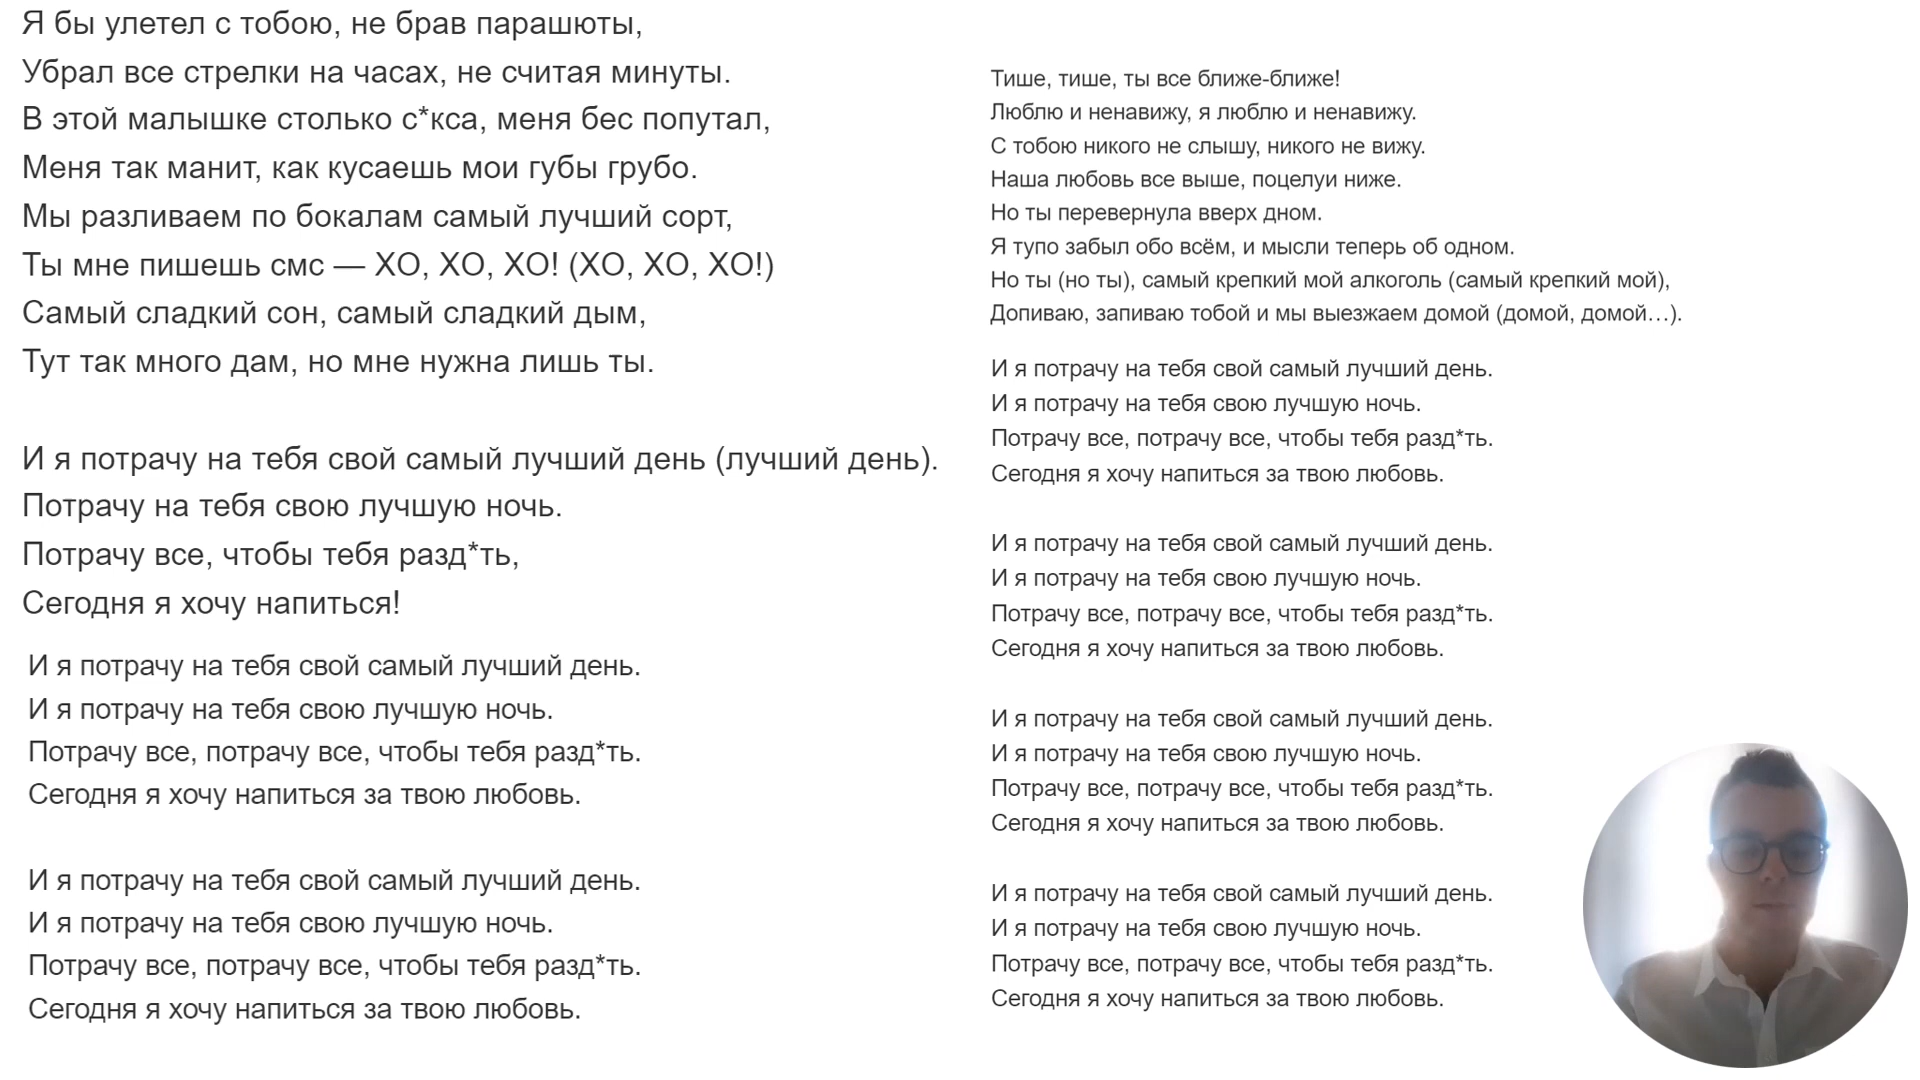 Я бы улетел с тобою, не брав парашюты,
Убрал все стрелки на часах, не считая минуты.
В этой малышке столько с*кса, меня бес попутал,
Меня так манит, как кусаешь мои губы грубо.
Мы разливаем по бокалам самый лучший сорт,
Ты мне пишешь смс — ХО, ХО, ХО! (ХО, ХО, ХО!)
Самый сладкий сон, самый сладкий дым,
Тут так много дам, но мне нужна лишь ты.
И я потрачу на тебя свой самый лучший день (лучший день).
Потрачу на тебя свою лучшую ночь.
Потрачу все, чтобы тебя разд*ть,
Сегодня я хочу напиться!
И я потрачу на тебя свой самый лучший день.
И я потрачу на тебя свою лучшую ночь.
Потрачу все, потрачу все, чтобы тебя разд*ть.
Сегодня я хочу напиться за твою любовь.
И я потрачу на тебя свой самый лучший день.
И я потрачу на тебя свою лучшую ночь.
Потрачу все, потрачу все, чтобы тебя разд*ть.
Сегодня я хочу напиться за твою любовь.
Тише, тише, ты все ближе-ближе!
Люблю и ненавижу, я люблю и ненавижу.
С тобою никого не слышу, никого не вижу.
Наша любовь все выше, поцелуи ниже.
Но ты перевернула вверх дном.
Я тупо забыл обо всём, и мысли теперь об одном.
Но ты (но ты), самый крепкий мой алкоголь (самый крепкий мой),
Допиваю, запиваю тобой и мы выезжаем домой (домой, домой…).
И я потрачу на тебя свой самый лучший день.
И я потрачу на тебя свою лучшую ночь.
Потрачу все, потрачу все, чтобы тебя разд*ть.
Сегодня я хочу напиться за твою любовь.
И я потрачу на тебя свой самый лучший день.
И я потрачу на тебя свою лучшую ночь.
Потрачу все, потрачу все, чтобы тебя разд*ть.
Сегодня я хочу напиться за твою любовь.
И я потрачу на тебя свой самый лучший день.
И я потрачу на тебя свою лучшую ночь.
Потрачу все, потрачу все, чтобы тебя разд*ть.
Сегодня я хочу напиться за твою любовь.
И я потрачу на тебя свой самый лучший день.
И я потрачу на тебя свою лучшую ночь.
Потрачу все, потрачу все, чтобы тебя разд*ть.
Сегодня я хочу напиться за твою любовь.